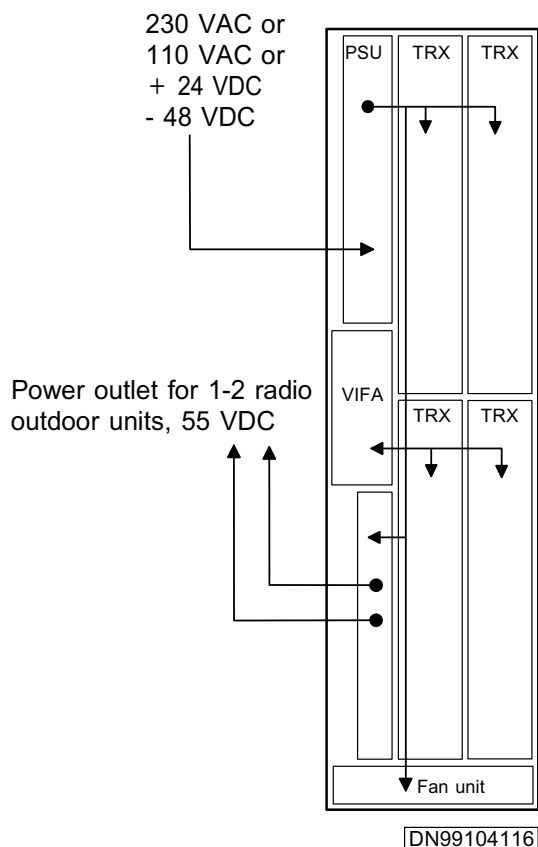 230 VAC or
110 VAC or
+ 24 VDC
- 48 VDC
PSU
TRX
TRX
VIFA
Power outlet for 1-2 radio
outdoor units, 55 VDC
TRX
TRX
Fan unit
DN99104116